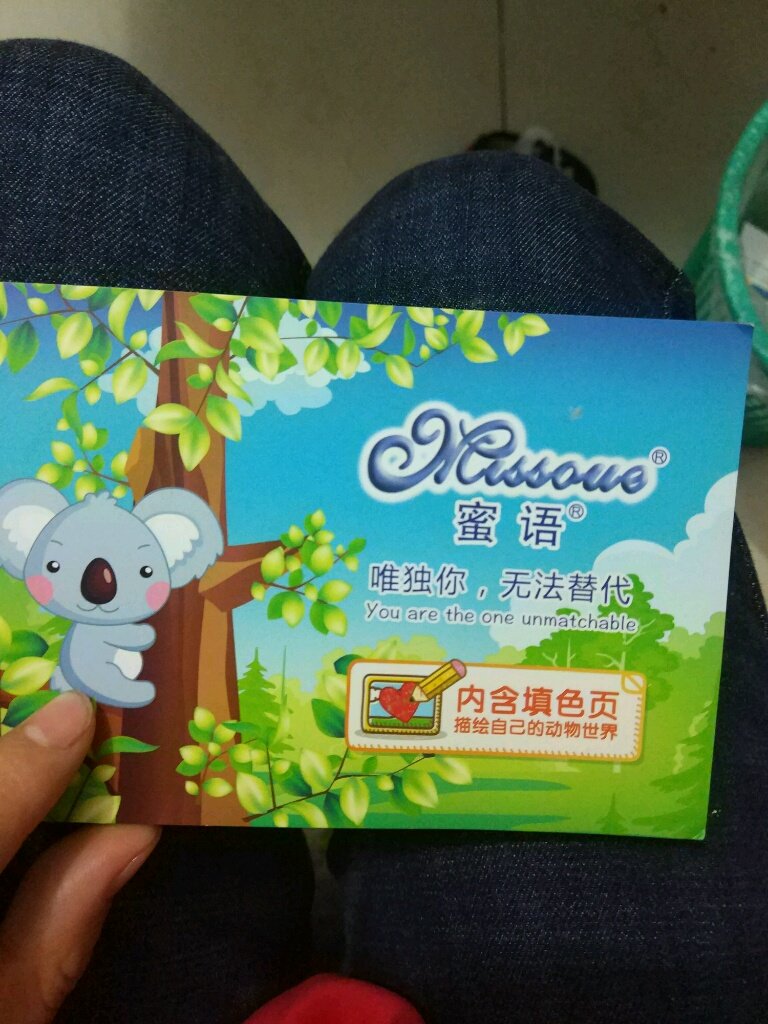 Missoue®
蜜语®
唯独你，无法替代
You are the one unmatchable
内含填色页
描绘自己的动物世界